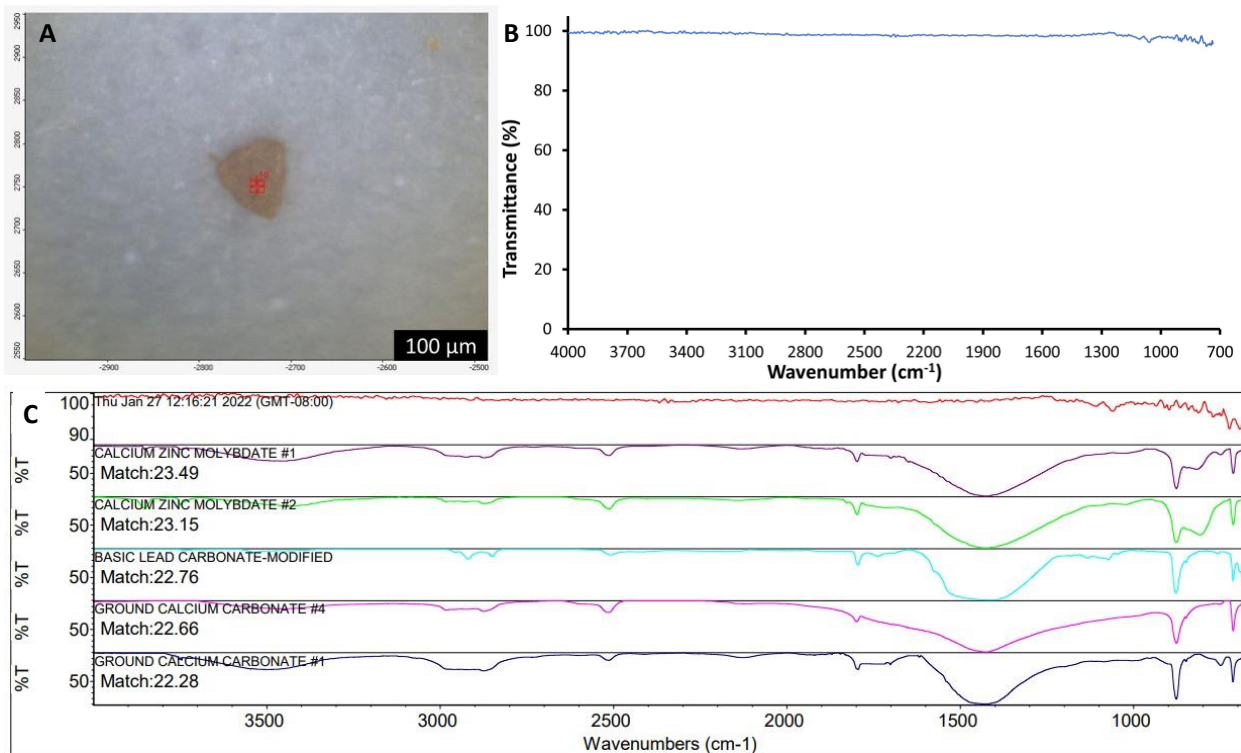 A
2950
2900
2850
2800
2750
2700
2650
2600
2550
-2900
-2800
-2700
-2600
-2500
100 µm
B
Transmittance (%)
100
80
60
40
20
0
4000 3700 3400 3100 2800 2500 2200 1900 1600 1300 1000 700
Wavenumber (cm-1)
C
100
90
Thu Jan 27 12:16:21 2022 (GMT-08:00)
%T
50
CALCIUM ZINC MOLYBDATE #1
Match:23.49
%T
50
CALCIUM ZINC MOLYBDATE #2
Match:23.15
%T
50
BASIC LEAD CARBONATE-MODIFIED
Match:22.76
%T
50
GROUND CALCIUM CARBONATE #4
Match:22.66
%T
50
GROUND CALCIUM CARBONATE #1
Match:22.28
3500 3000 2500 2000 1500 1000
Wavenumbers (cm-1)